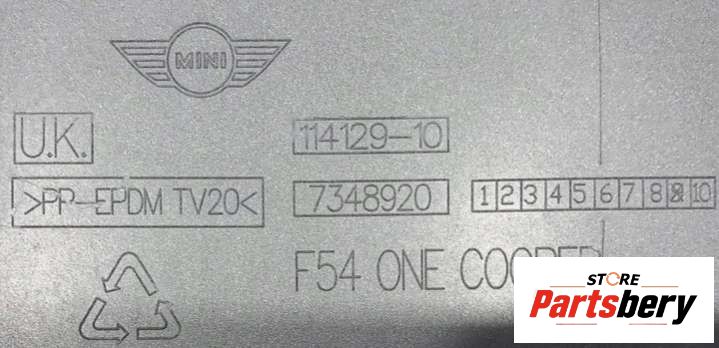 MINI
U.K.
114129-10
>PP-EPDM TV20<
7348920
1 2 3 4 5 6 7 8 9 10
F54 ONE COOPER
STORE
Partsbery